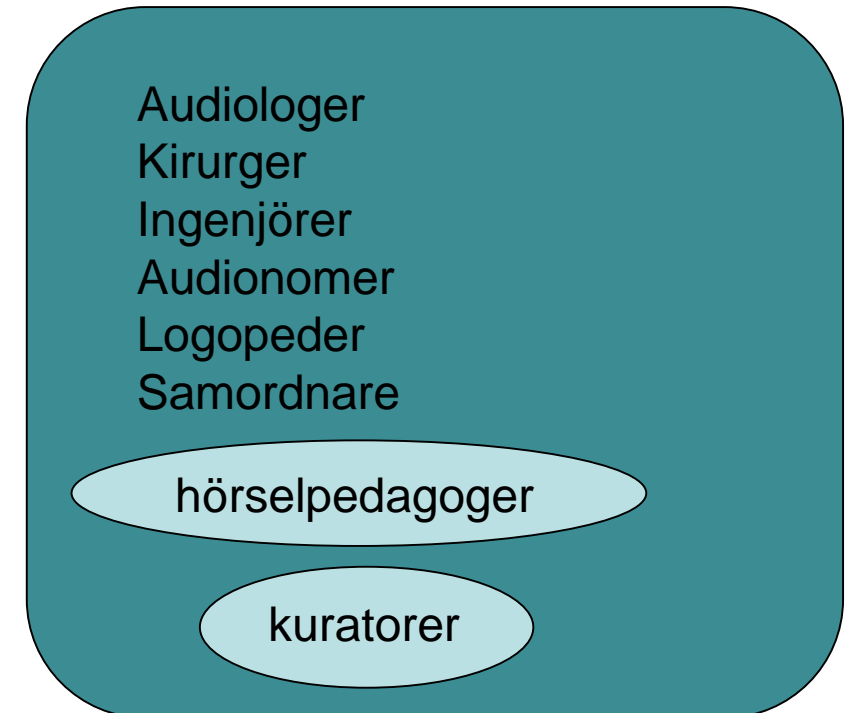 Audiologer
Kirurger
Ingenjörer
Audionomer
Logopeder
Samordnare
hörselpedagoger
kuratorer